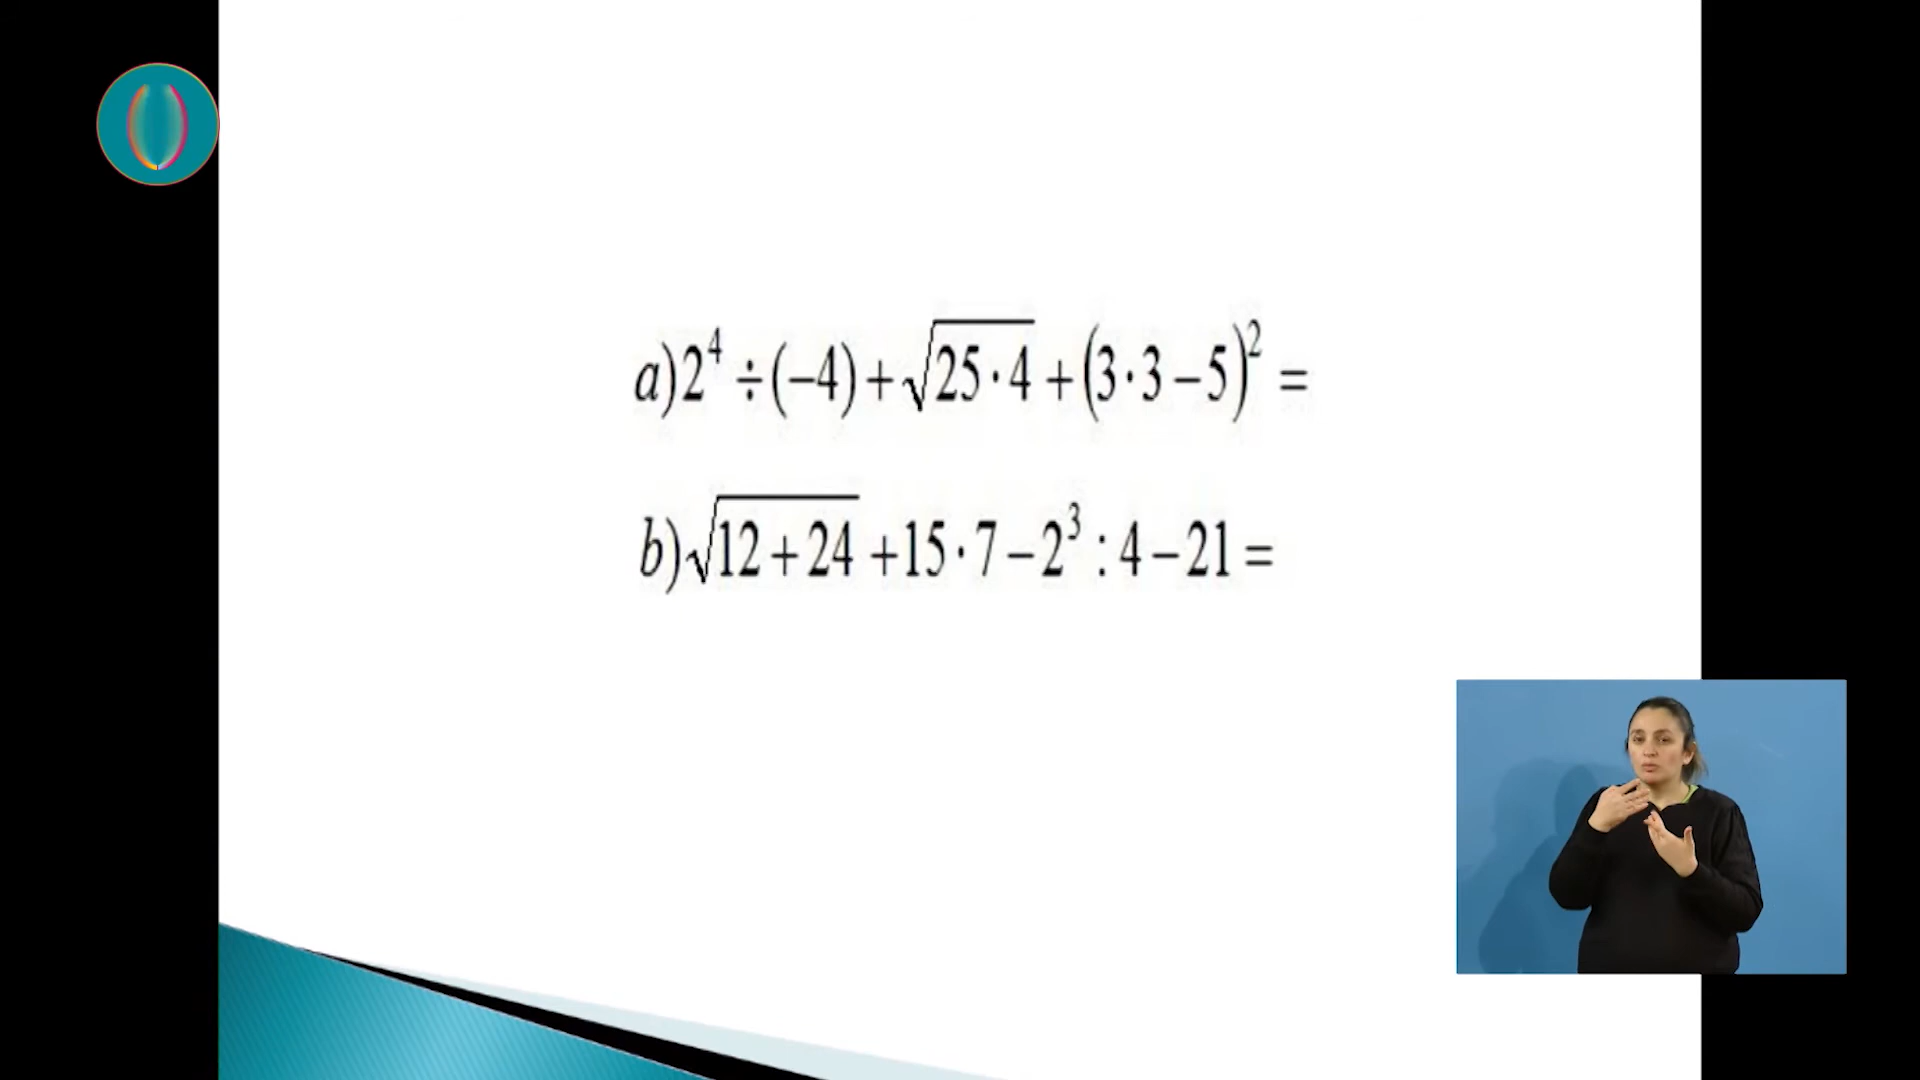 a) 2⁴ ÷ (−4) + √25·4 + (3·3−5)² =
b) √12+24 + 15·7 − 2³ : 4 − 21 =